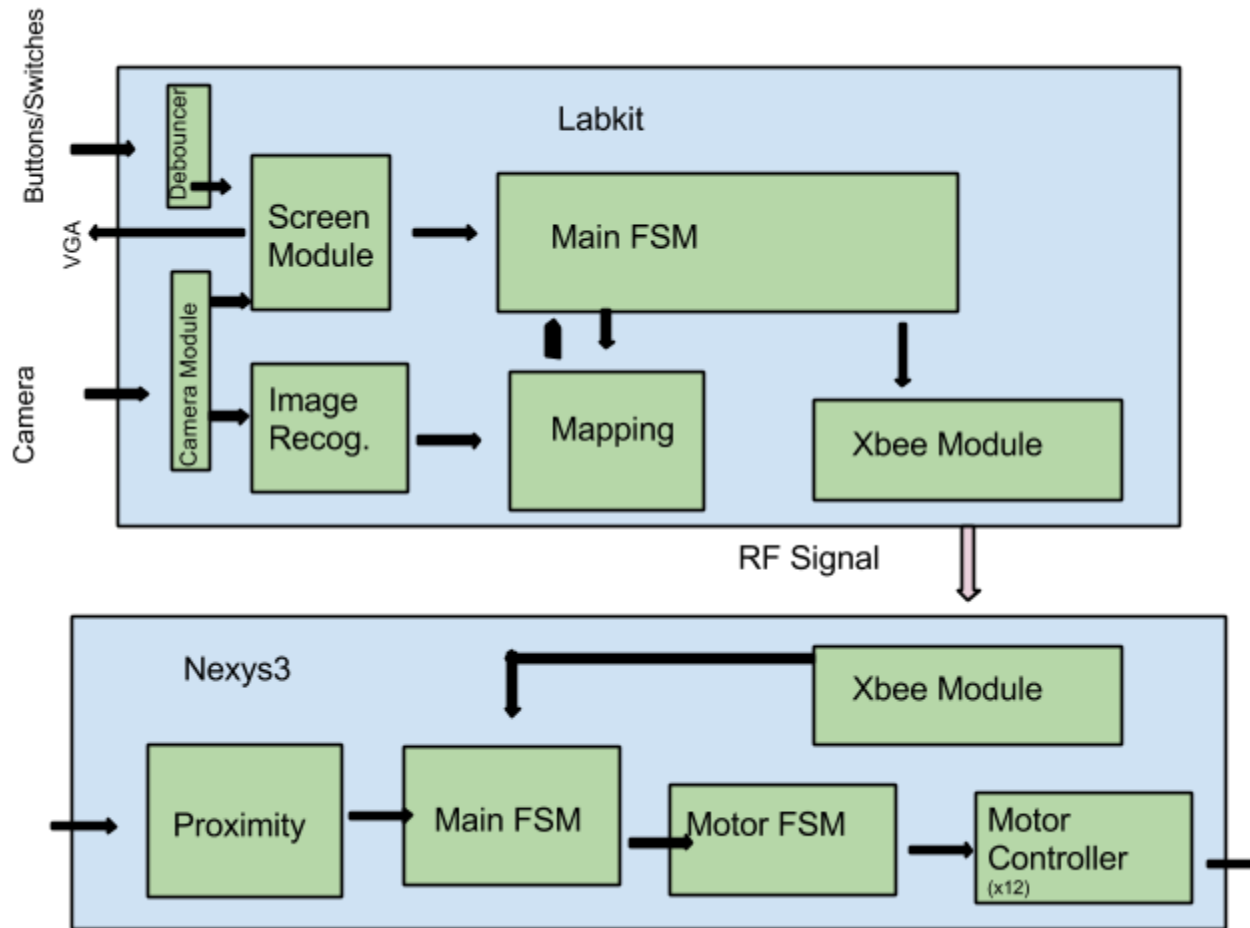 Buttons/Switches
Debouncer
Labkit
Screen
Module
Main FSM
VGA
Camera Module
Camera
Image
Recog.
Mapping
Xbee Module
RF Signal
Nexys3
Xbee Module
Proximity
Main FSM
Motor FSM
Motor
Controller
(x12)